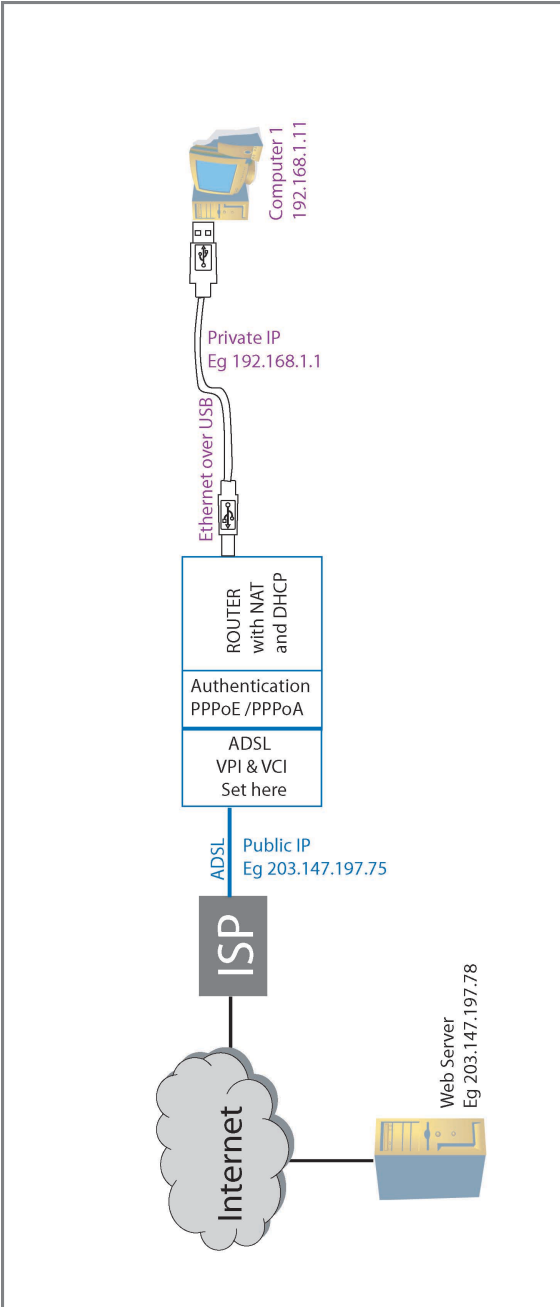 Computer 1
192.168.1.11
Private IP
Eg 192.168.1.1
Ethernet over USB
ROUTER
with NAT
and DHCP
Authentication
PPPoE /PPPoA
ADSL
VPI & VCI
Set here
ADSL
Public IP
Eg 203.147.197.75
ISP
Internet
Web Server
Eg 203.147.197.78